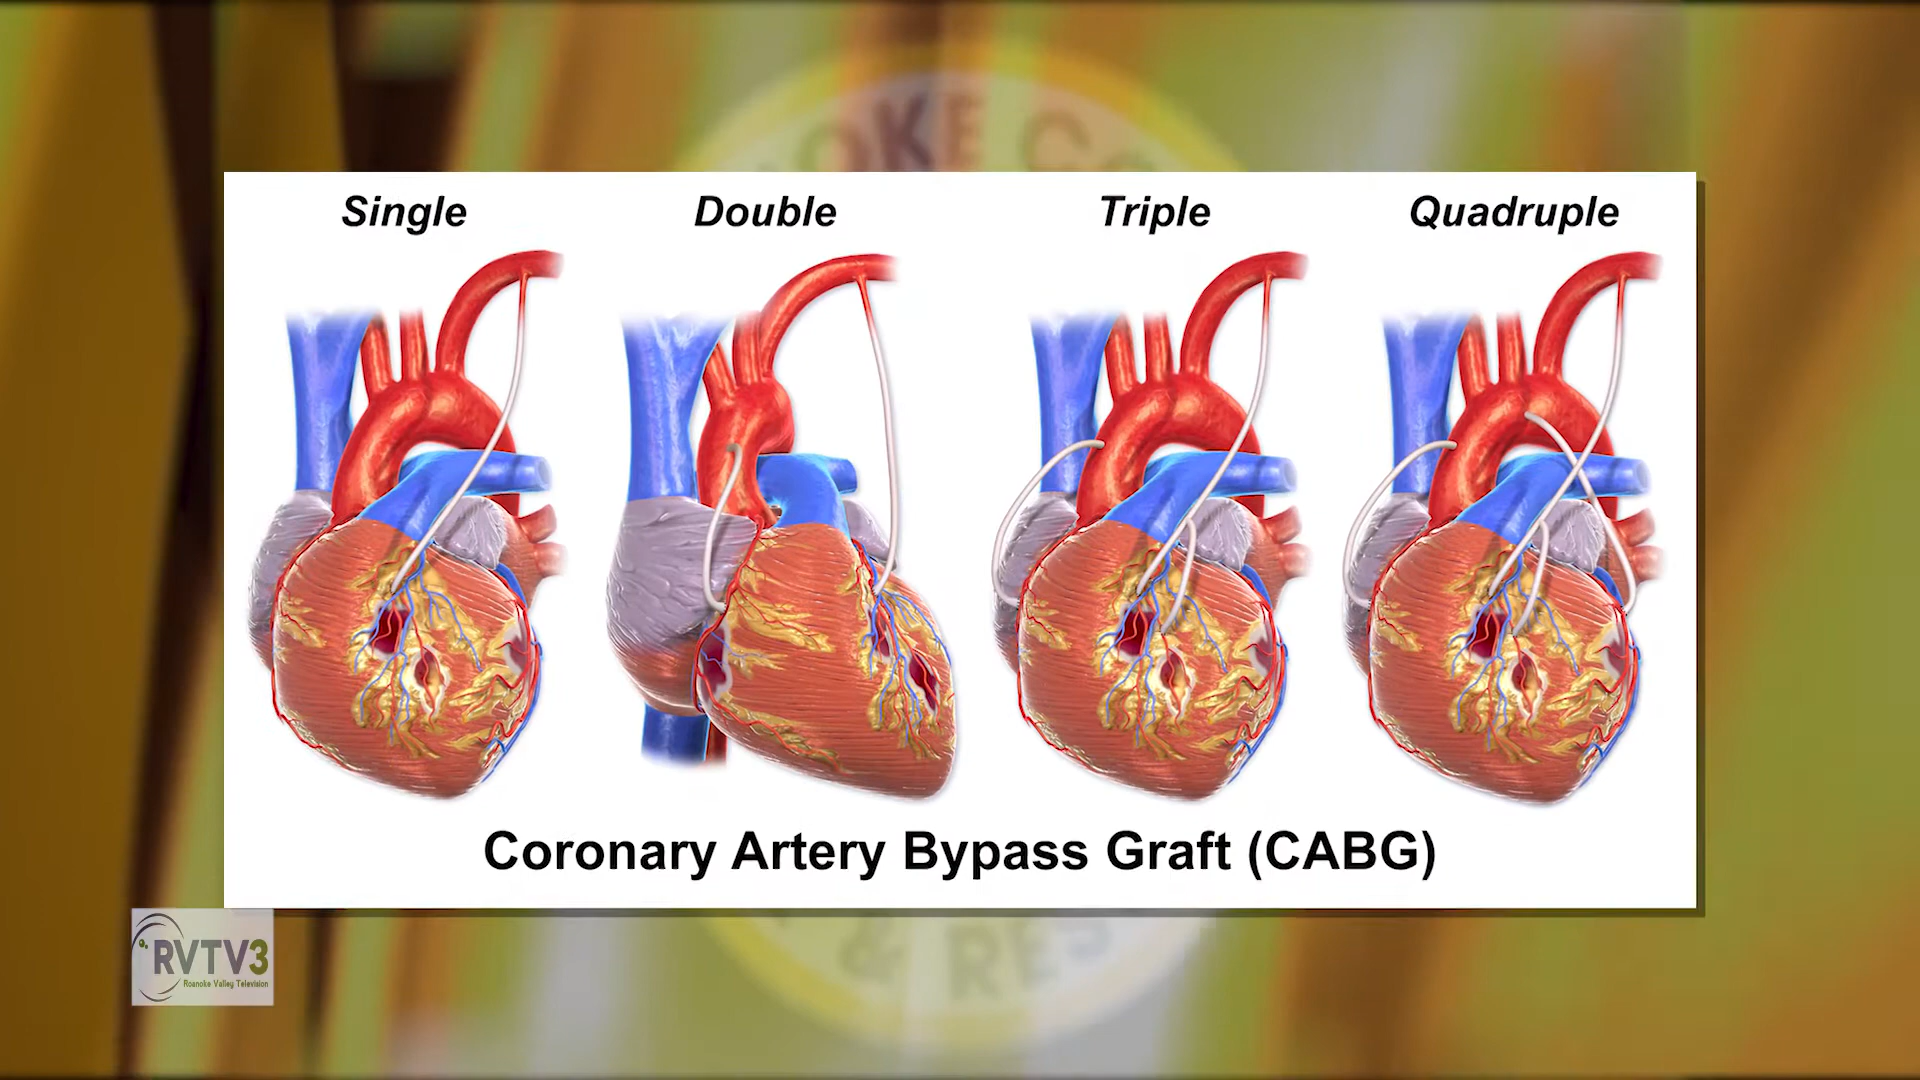 Single Double Triple Quadruple
Coronary Artery Bypass Graft (CABG)
RVTV3
Roanoke Valley Television